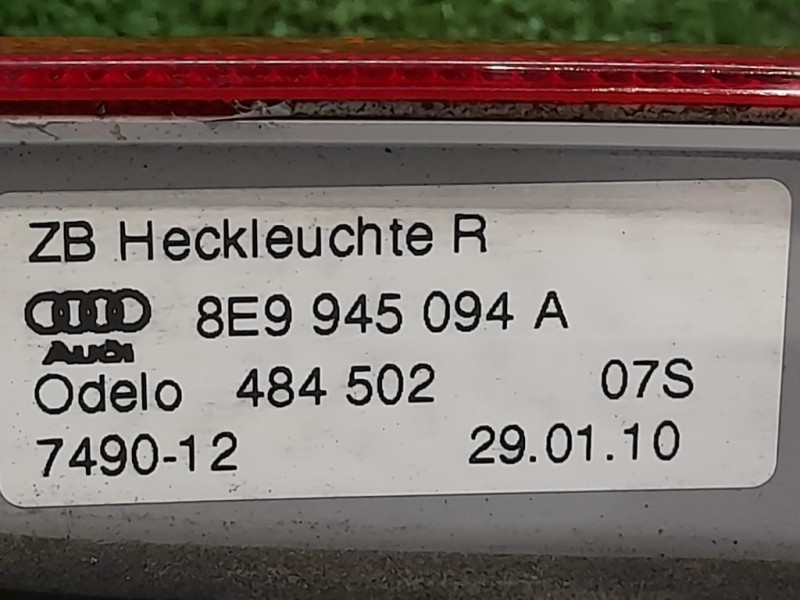 ZB Heckleuchte R
8E9 945 094 A
Audi
Odelo 484 502 07S
7490-12 29.01.10